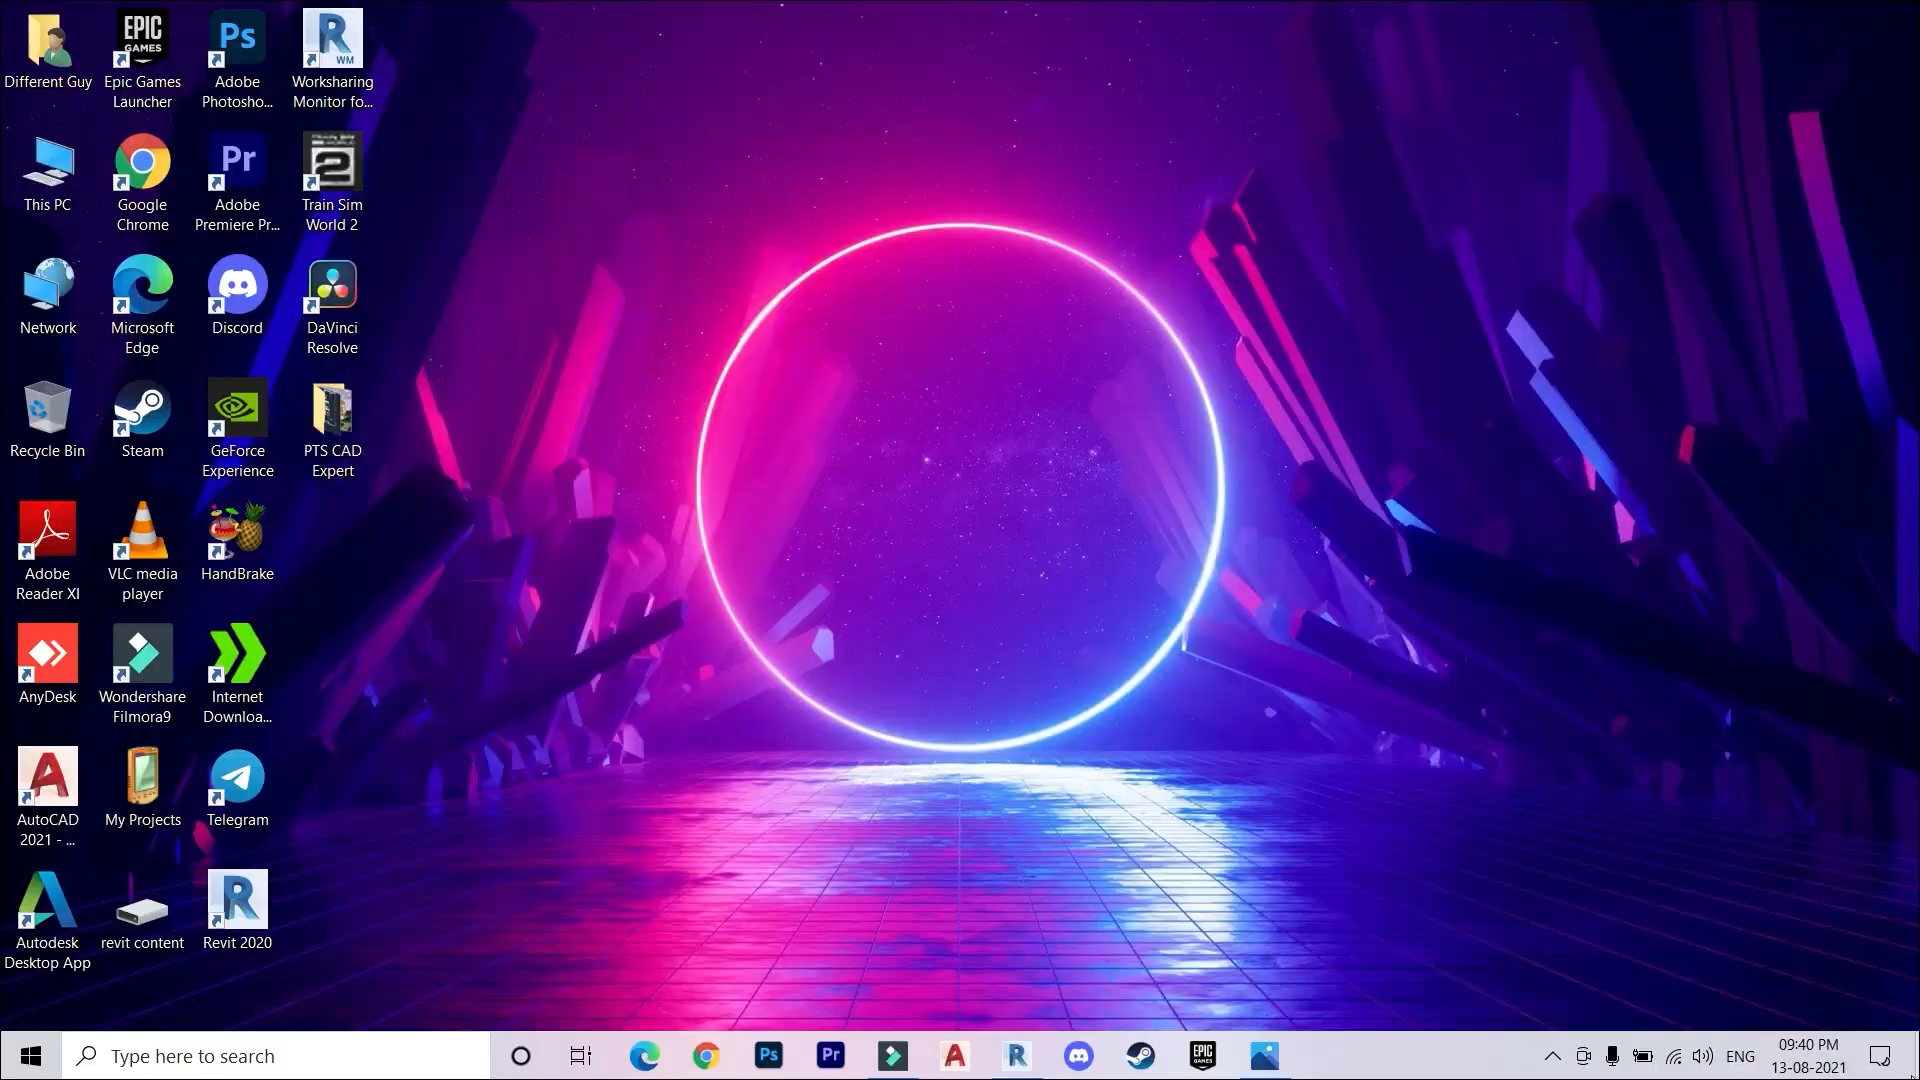 Different Guy
EPIC
GAMES
Epic Games
Launcher
Ps
Adobe
Photosho...
R
WM
Worksharing
Monitor fo...
This PC
Google
Chrome
Pr
Adobe
Premiere Pr...
2
Train Sim
World 2
Network
Microsoft
Edge
Discord
DaVinci
Resolve
Recycle Bin
Steam
GeForce
Experience
PTS CAD
Expert
Adobe
Reader XI
VLC media
player
HandBrake
AnyDesk
Wondershare
Filmora9
Internet
Downloa...
A
AutoCAD
2021 - ...
My Projects
Telegram
Autodesk
Desktop App
revit content
R
Revit 2020
Type here to search
Ps
Pr
A
R
EPIC
GAMES
ENG
09:40 PM
13-08-2021